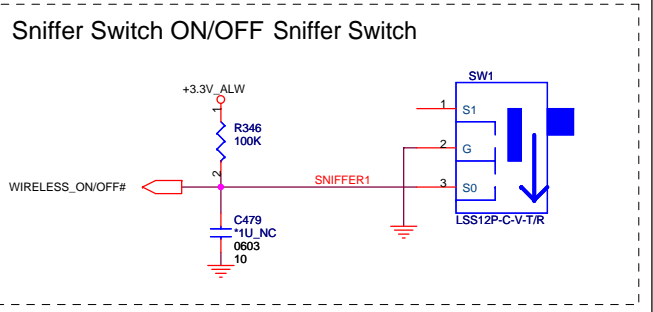 Sniffer Switch ON/OFF Sniffer Switch
SW1
+3.3V_ALW
1
R346
100K
2
1
S1
2
G
3
S0
WIRELESS_ON/OFF#
SNIFFER1
LSS12P-C-V-T/R
C479
*1U_NC
0603
10